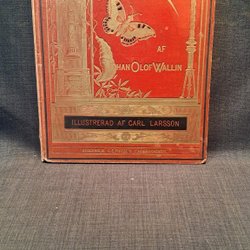 AF
HAN OLOF WALLIN
ILLUSTRERAD AF CARL LARSSON